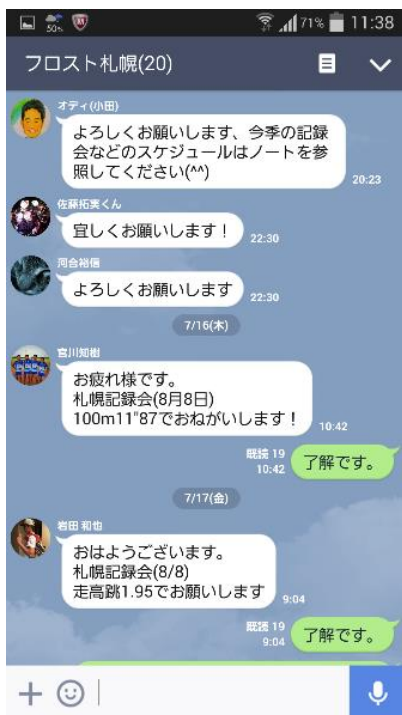 50%
71%
11:38
フロスト札幌(20)
オディ(小田)
よろしくお願いします、今季の記録
会などのスケジュールはノートを参
照してください(^^)
20:23
佐藤拓実くん
宜しくお願いします！
22:30
河合裕信
よろしくお願いします
22:30
7/16(木)
宮川知樹
お疲れ様です。
札幌記録会(8月8日)
100m11"87でおねがいします！
10:42
既読 19
10:42
了解です。
7/17(金)
岩田 和也
おはようございます。
札幌記録会(8/8)
走高跳1.95でお願いします
9:04
既読 19
9:04
了解です。